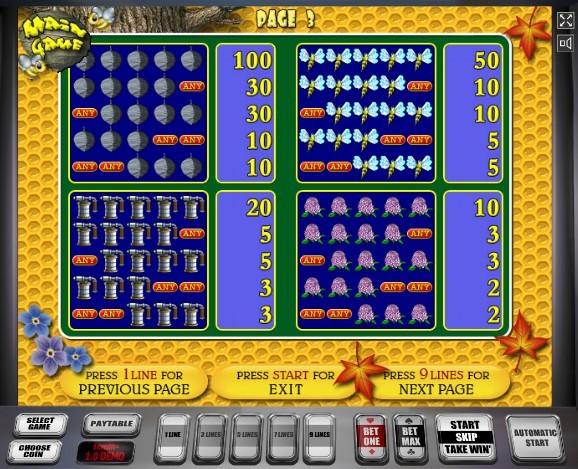 MAIN GAME
PAGE 3
100
ANY 30
ANY 30
ANY ANY 10
ANY ANY 10
50
ANY 10
ANY 10
ANY ANY 5
ANY ANY 5
20
ANY 5
ANY 5
ANY ANY 3
ANY ANY 3
10
ANY 3
ANY 3
ANY ANY 2
ANY ANY 2
PRESS 1 LINE FOR
PREVIOUS PAGE
PRESS START FOR
EXIT
PRESS 9 LINES FOR
NEXT PAGE
SELECT
GAME
CHOOSE
COIN
PAYTABLE
1.0 DEMO
1 LINE
3 LINES
5 LINES
7 LINES
9 LINES
BET
ONE
BET
MAX
START
SKIP
TAKE WIN'
AUTOMATIC
START